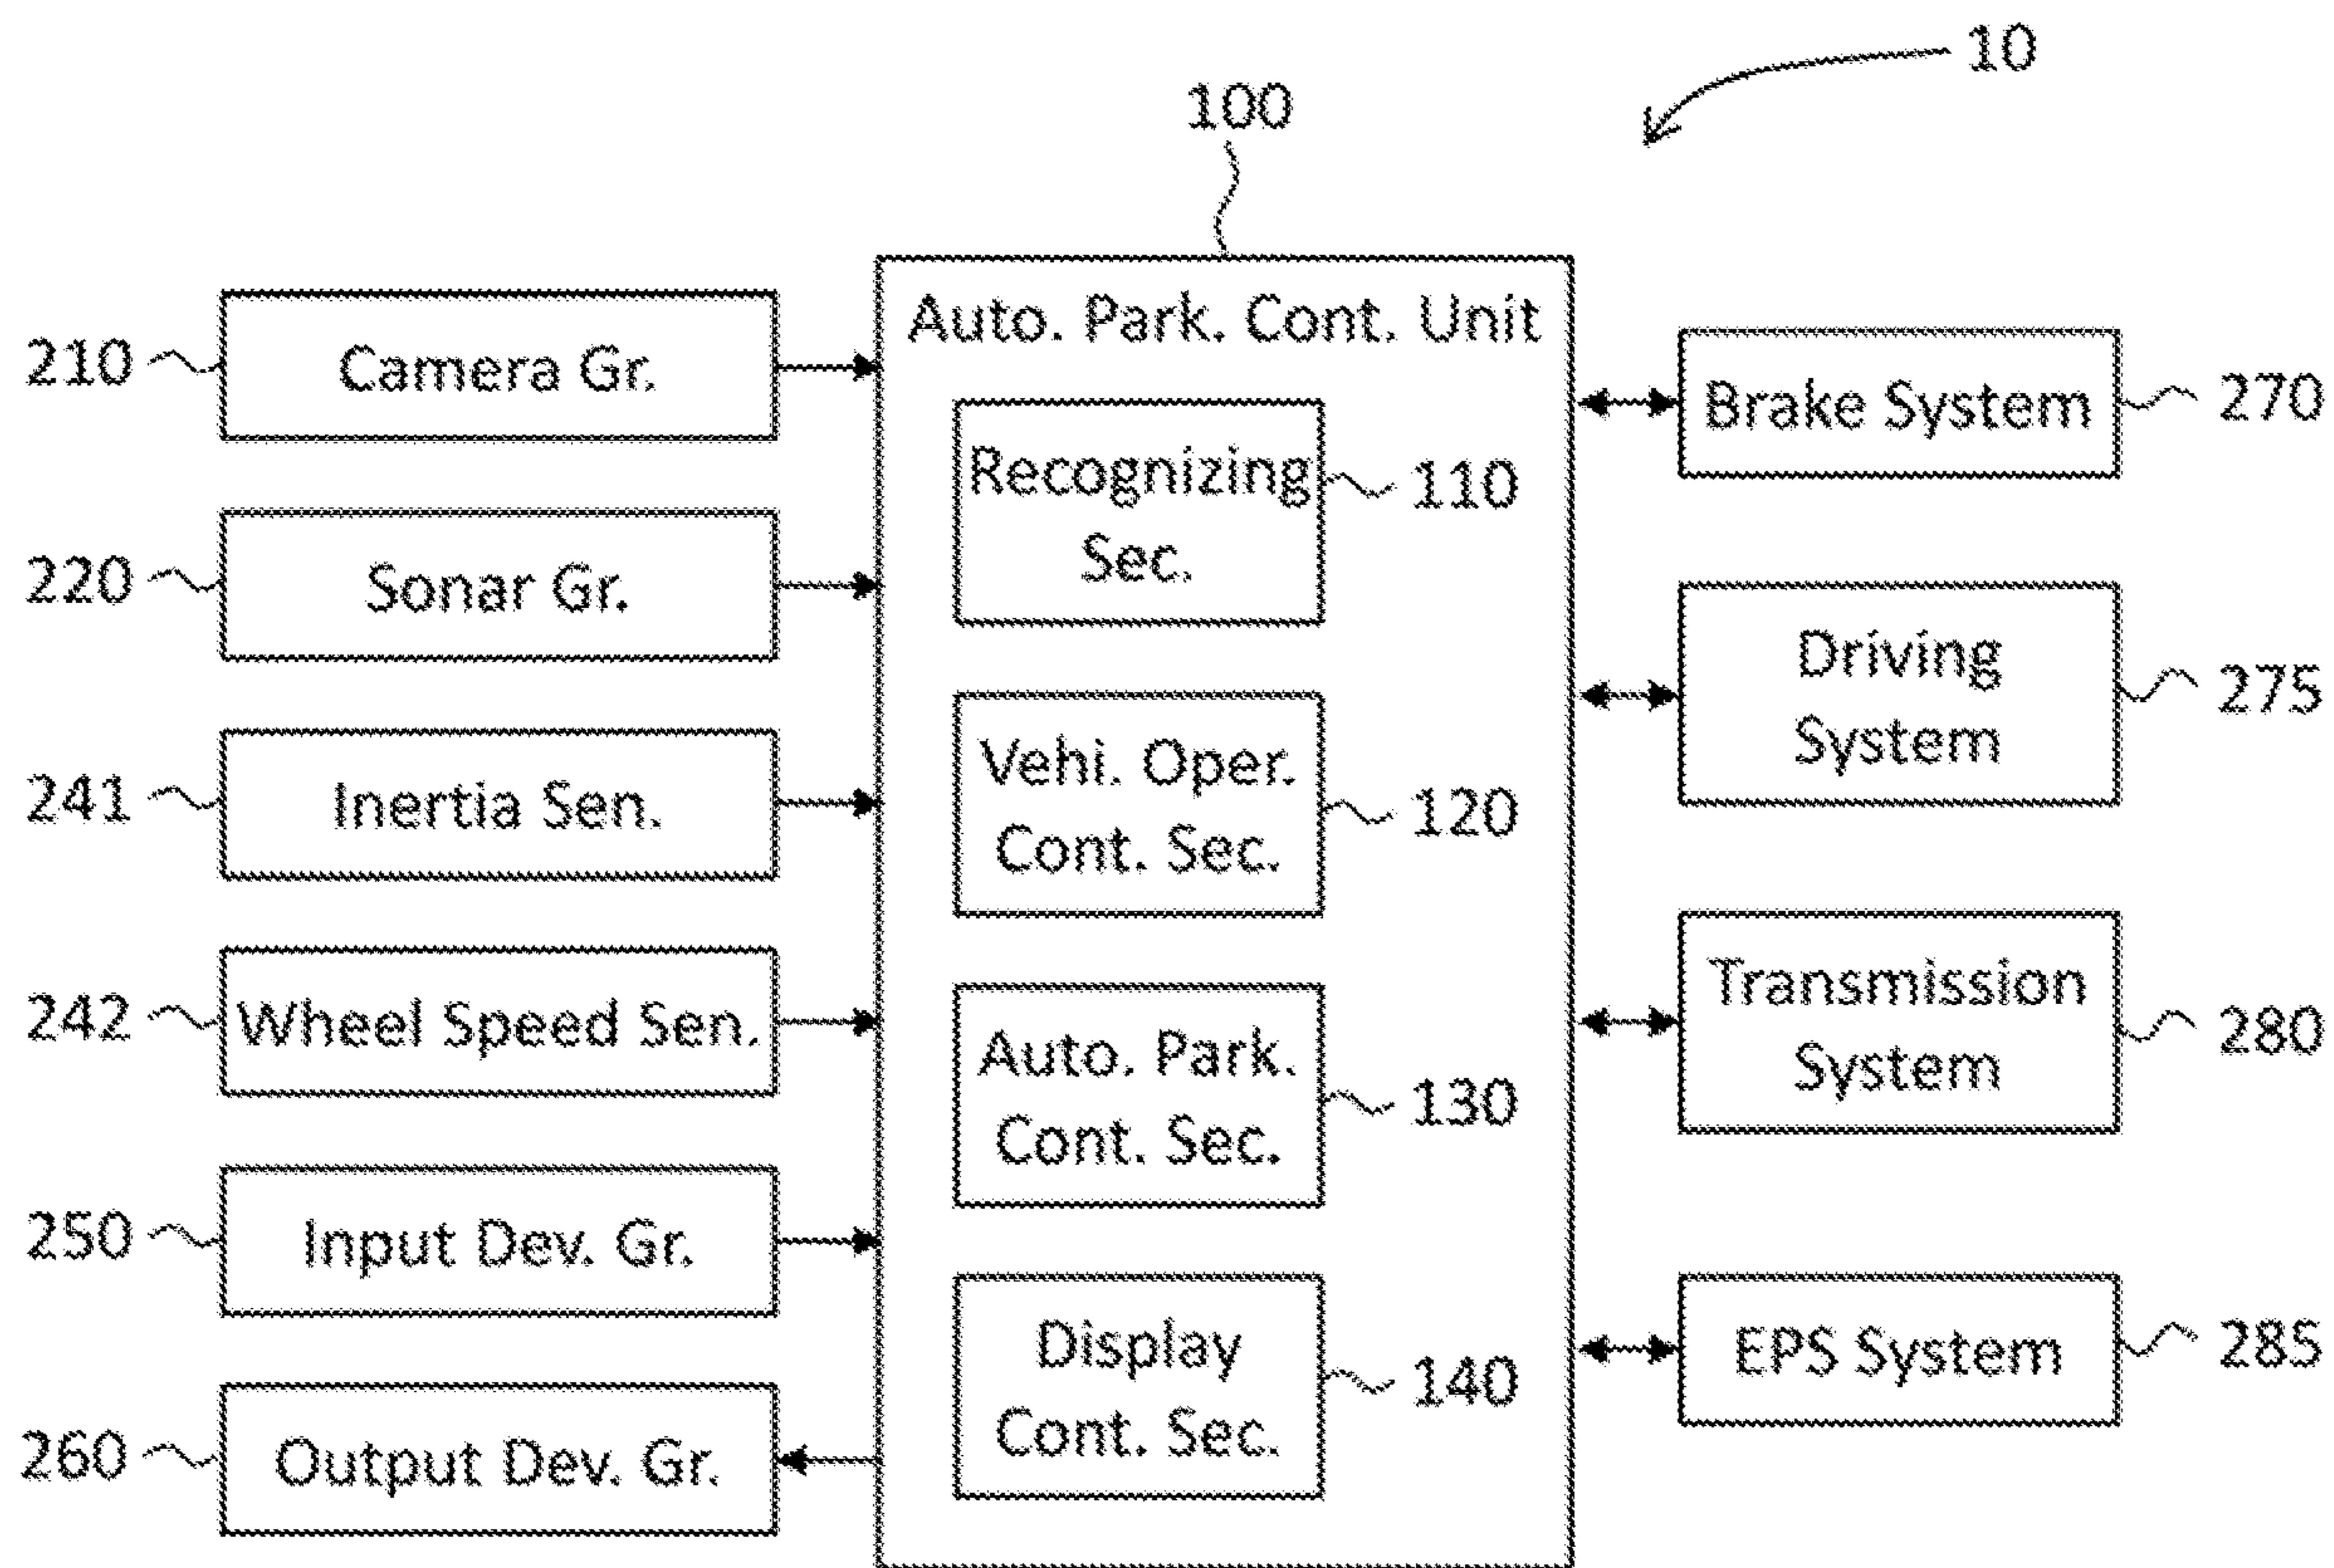 10
100
Auto. Park. Cont. Unit
210
Camera Gr.
220
Sonar Gr.
241
Inertia Sen.
242
Wheel Speed Sen.
250
Input Dev. Gr.
260
Output Dev. Gr.
Recognizing
Sec.
110
Vehi. Oper.
Cont. Sec.
120
Auto. Park.
Cont. Sec.
130
Display
Cont. Sec.
140
Brake System
270
Driving
System
275
Transmission
System
280
EPS System
285